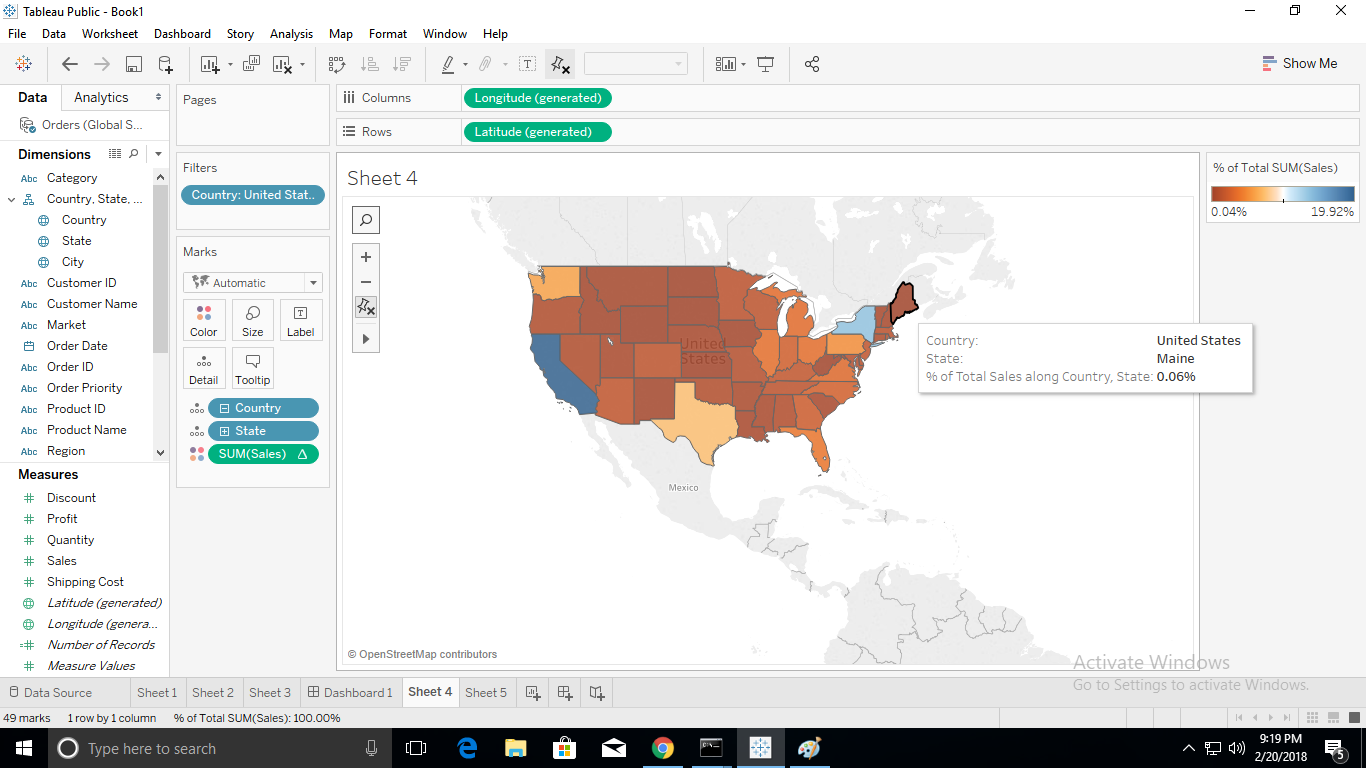 Tableau Public - Book1
File Data Worksheet Dashboard Story Analysis Map Format Window Help
Show Me
Data Analytics
Orders (Global S...
Dimensions
Abc Category
Country, State, ...
Country
State
City
Abc Customer ID
Abc Customer Name
Abc Market
Order Date
Abc Order ID
Abc Order Priority
Abc Product ID
Abc Product Name
Abc Region
Measures
Discount
Profit
Quantity
Sales
Shipping Cost
Latitude (generated)
Longitude (genera...
Number of Records
Measure Values
Pages
Filters
Country: United Stat..
Marks
Automatic
Color Size Label
Detail Tooltip
Country
State
SUM(Sales)
Columns Longitude (generated)
Rows Latitude (generated)
Sheet 4
United
States
Mexico
Country: United States
State: Maine
% of Total Sales along Country, State: 0.06%
© OpenStreetMap contributors
% of Total SUM(Sales)
0.04% 19.92%
Activate Windows
Go to Settings to activate Windows.
Data Source Sheet 1 Sheet 2 Sheet 3 Dashboard 1 Sheet 4 Sheet 5
49 marks 1 row by 1 column % of Total SUM(Sales): 100.00%
Type here to search
9:19 PM
2/20/2018
5